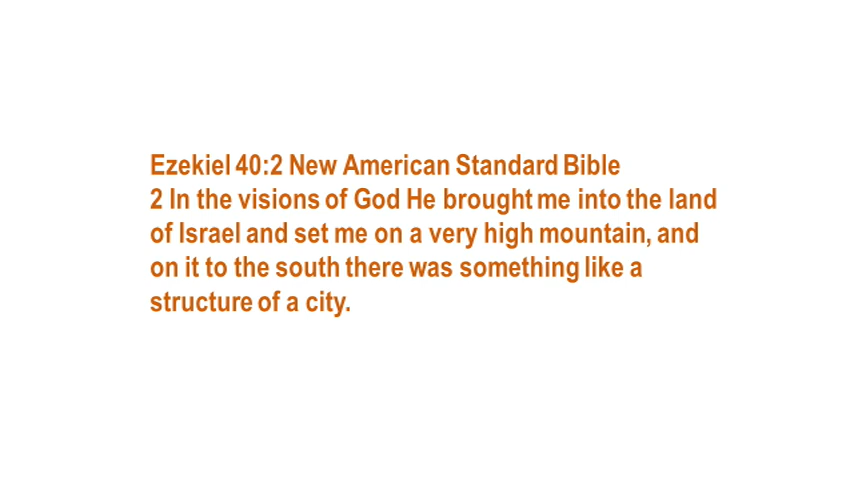 Ezekiel 40:2 New American Standard Bible
2 In the visions of God He brought me into the land
of Israel and set me on a very high mountain, and
on it to the south there was something like a
structure of a city.